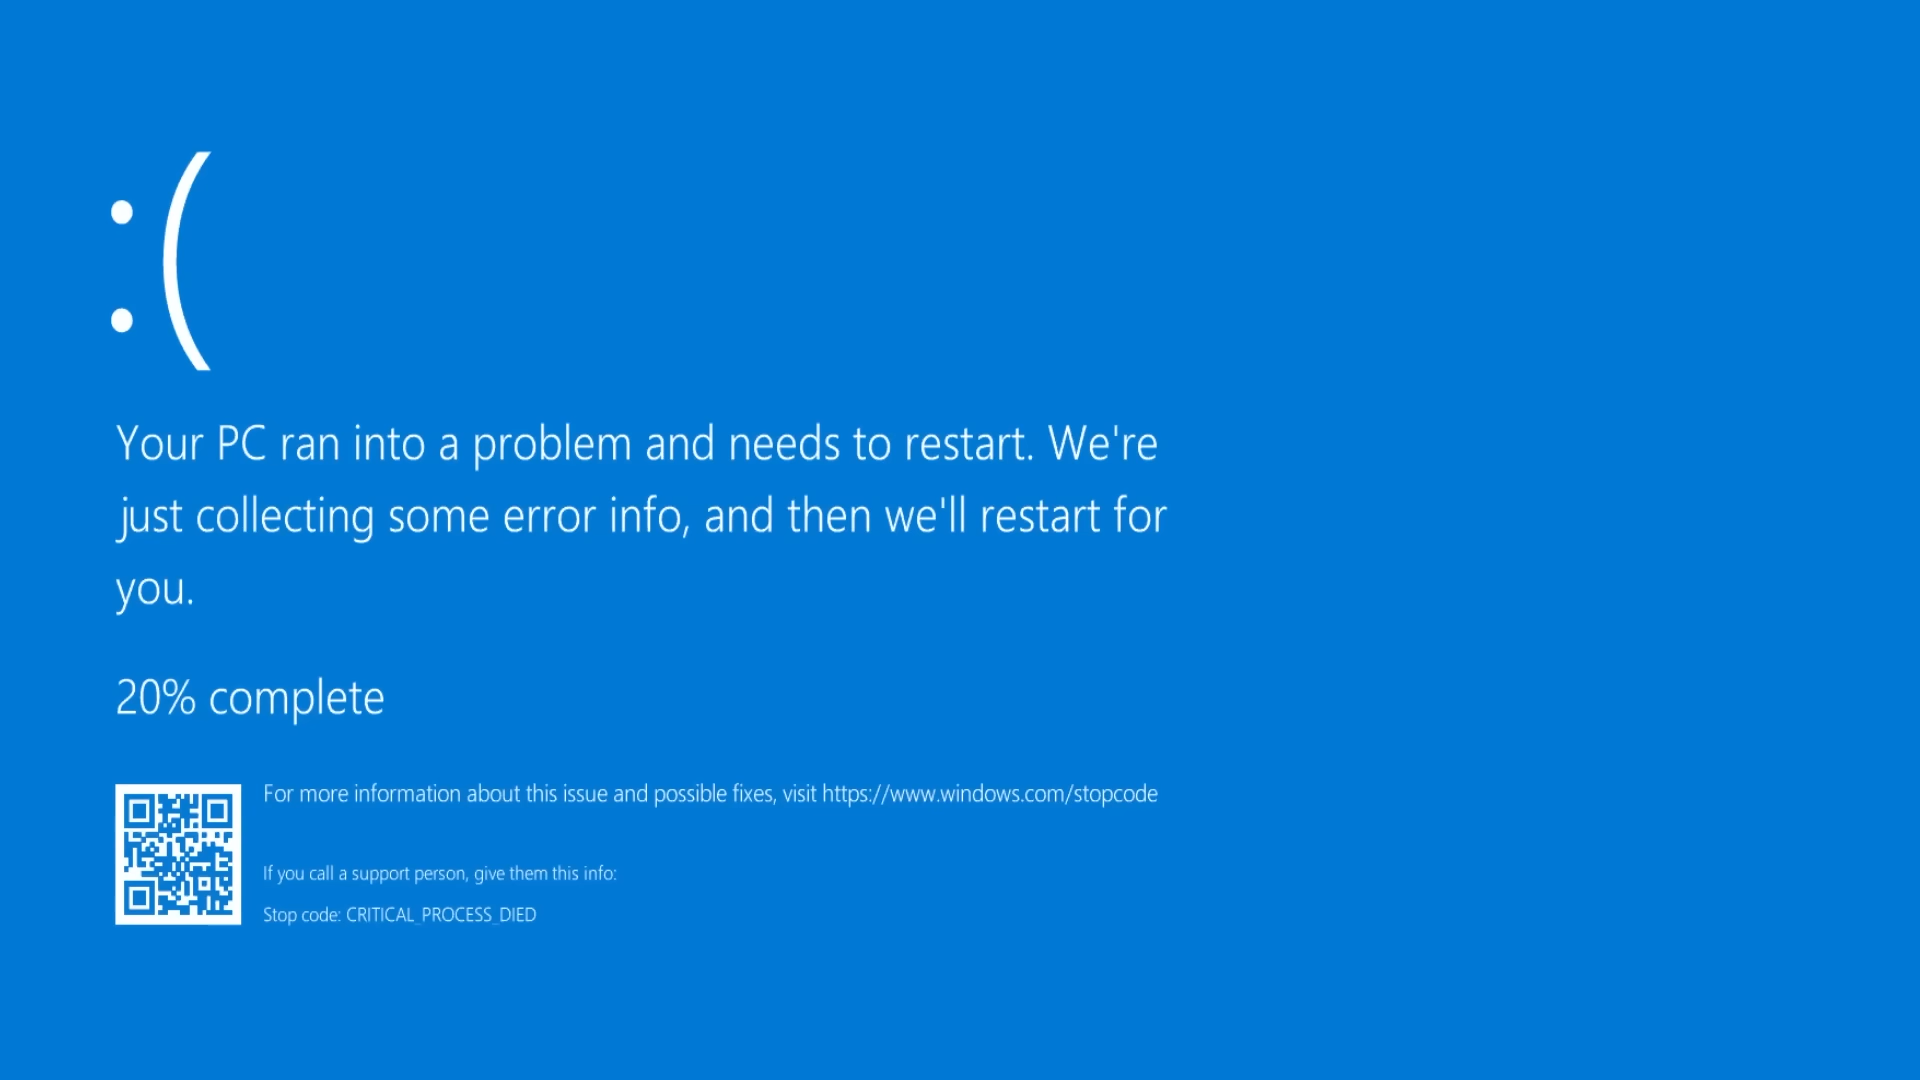 :(
Your PC ran into a problem and needs to restart. We're
just collecting some error info, and then we'll restart for
you.
20% complete
For more information about this issue and possible fixes, visit https://www.windows.com/stopcode
If you call a support person, give them this info:
Stop code: CRITICAL_PROCESS_DIED